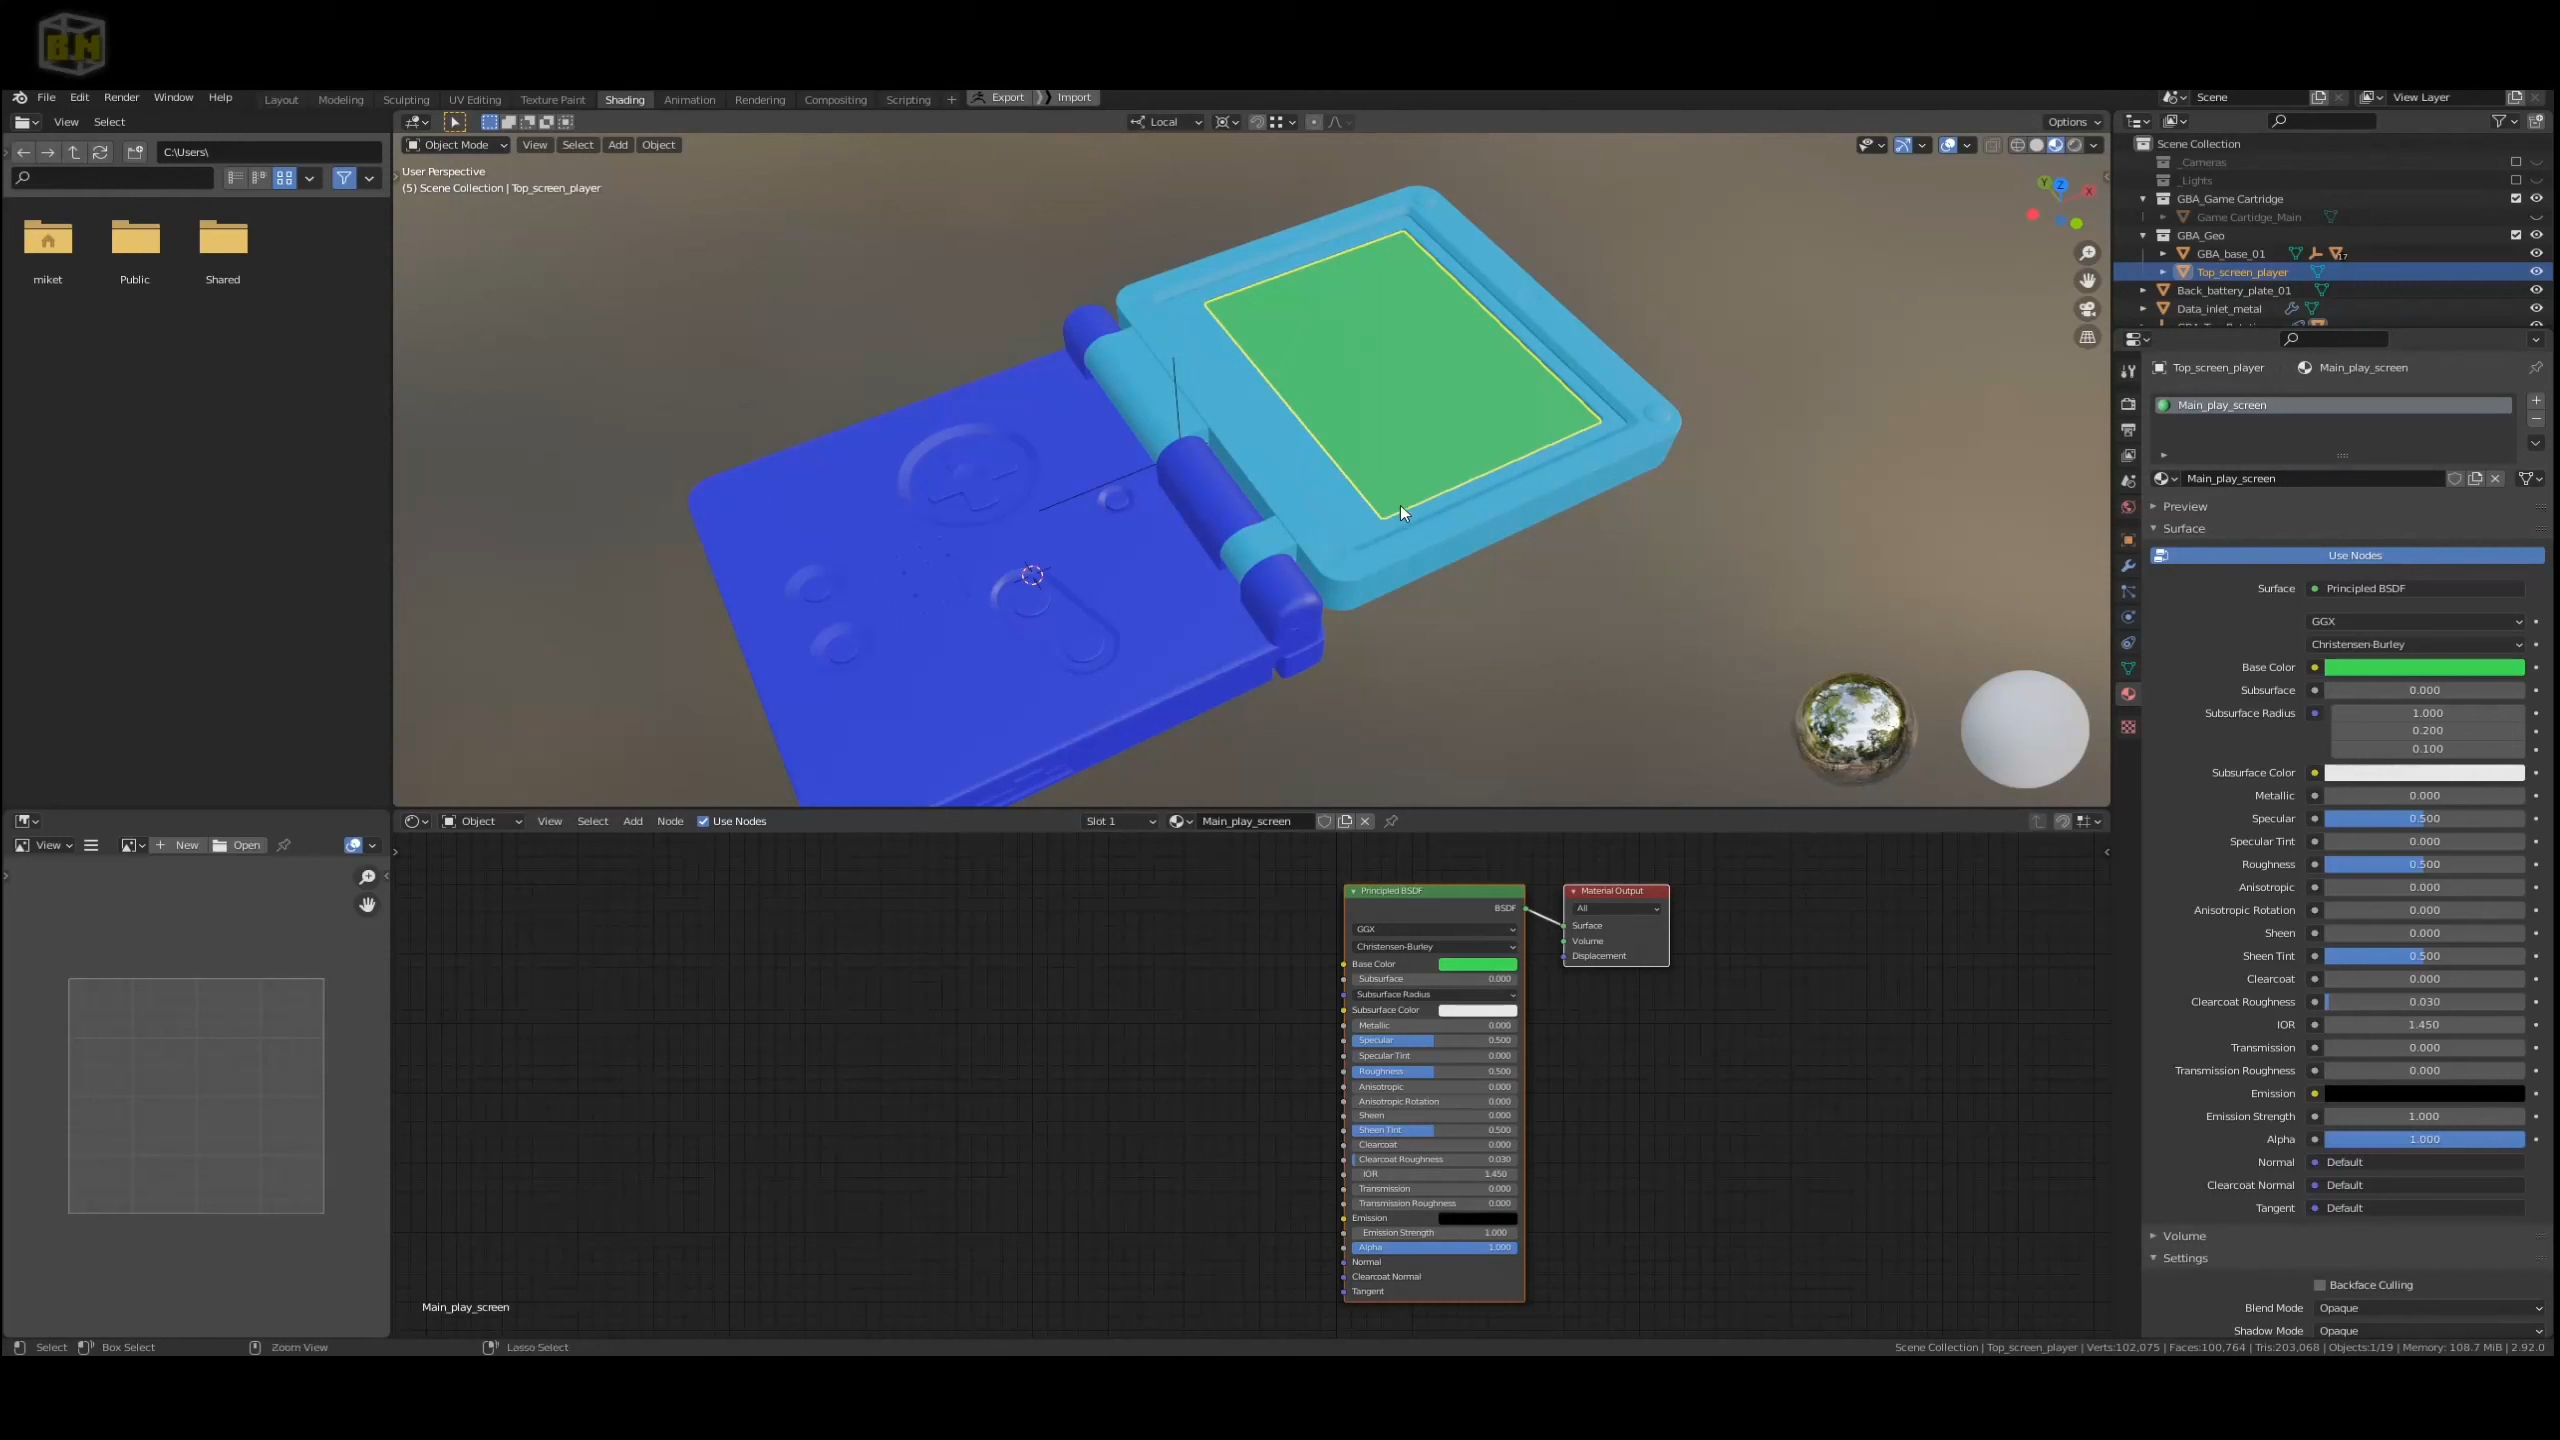 BM
File Edit Render Window Help
Layout Modeling Sculpting UV Editing Texture Paint Shading Animation Rendering Compositing Scripting + Export Import
Scene View Layer
View Select
Local Options
C:\Users\
Object Mode View Select Add Object
User Perspective
(5) Scene Collection | Top_screen_player
miket Public Shared
Z Y X
Scene Collection
_Cameras
_Lights
GBA_Game Cartridge
Game Cartidge_Main
GBA_Geo
GBA_base_01 17
Top_screen_player
Back_battery_plate_01
Data_inlet_metal
Top_screen_player Main_play_screen
Main_play_screen
Main_play_screen
Preview
Surface
Use Nodes
Surface Principled BSDF
GGX
Christensen-Burley
Base Color
Subsurface 0.000
Subsurface Radius 1.000
0.200
0.100
Subsurface Color
Metallic 0.000
Specular 0.500
Specular Tint 0.000
Roughness 0.500
Anisotropic 0.000
Anisotropic Rotation 0.000
Sheen 0.000
Sheen Tint 0.500
Clearcoat 0.000
Clearcoat Roughness 0.030
IOR 1.450
Transmission 0.000
Transmission Roughness 0.000
Emission
Emission Strength 1.000
Alpha 1.000
Normal Default
Clearcoat Normal Default
Tangent Default
Volume
Settings
Backface Culling
Blend Mode Opaque
Shadow Mode Opaque
View New Open
Object View Select Add Node Use Nodes Slot 1 Main_play_screen
Principled BSDF
BSDF
GGX
Christensen-Burley
Base Color
Subsurface 0.000
Subsurface Radius
Subsurface Color
Metallic 0.000
Specular 0.500
Specular Tint 0.000
Roughness 0.500
Anisotropic 0.000
Anisotropic Rotation 0.000
Sheen 0.000
Sheen Tint 0.500
Clearcoat 0.000
Clearcoat Roughness 0.030
IOR 1.450
Transmission 0.000
Transmission Roughness 0.000
Emission
Emission Strength 1.000
Alpha 1.000
Normal
Clearcoat Normal
Tangent
Material Output
All
Surface
Volume
Displacement
Main_play_screen
Select Box Select Zoom View Lasso Select
Scene Collection | Top_screen_player | Verts:102,075 | Faces:100,764 | Tris:203,068 | Objects:1/19 | Memory: 108.7 MiB | 2.92.0